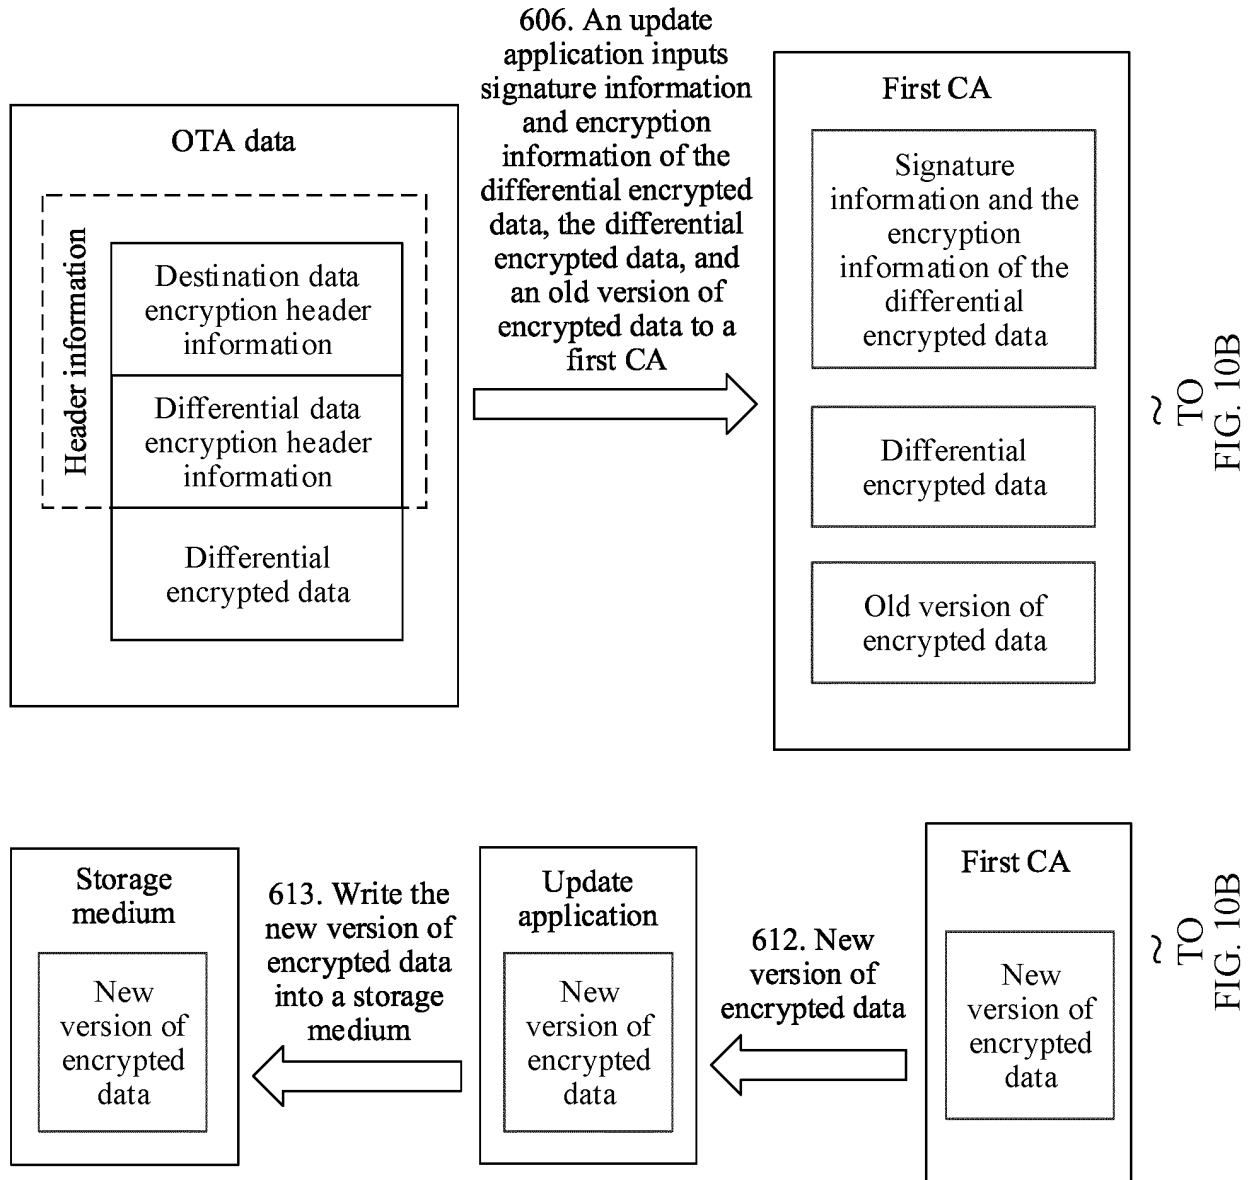 606. An update
application inputs
signature information
and encryption
information of the
differential encrypted
data, the differential
encrypted data, and
an old version of
encrypted data to a
first CA
OTA data
Header information
Destination data
encryption header
information
Differential data
encryption header
information
Differential
encrypted data
First CA
Signature
information and the
encryption
information of the
differential
encrypted data
Differential
encrypted data
Old version of
encrypted data
~
TO
FIG. 10B
Storage
medium
New
version of
encrypted
data
613. Write the
new version of
encrypted data
into a storage
medium
Update
application
New
version of
encrypted
data
612. New
version of
encrypted data
First CA
New
version of
encrypted
data
~
TO
FIG. 10B